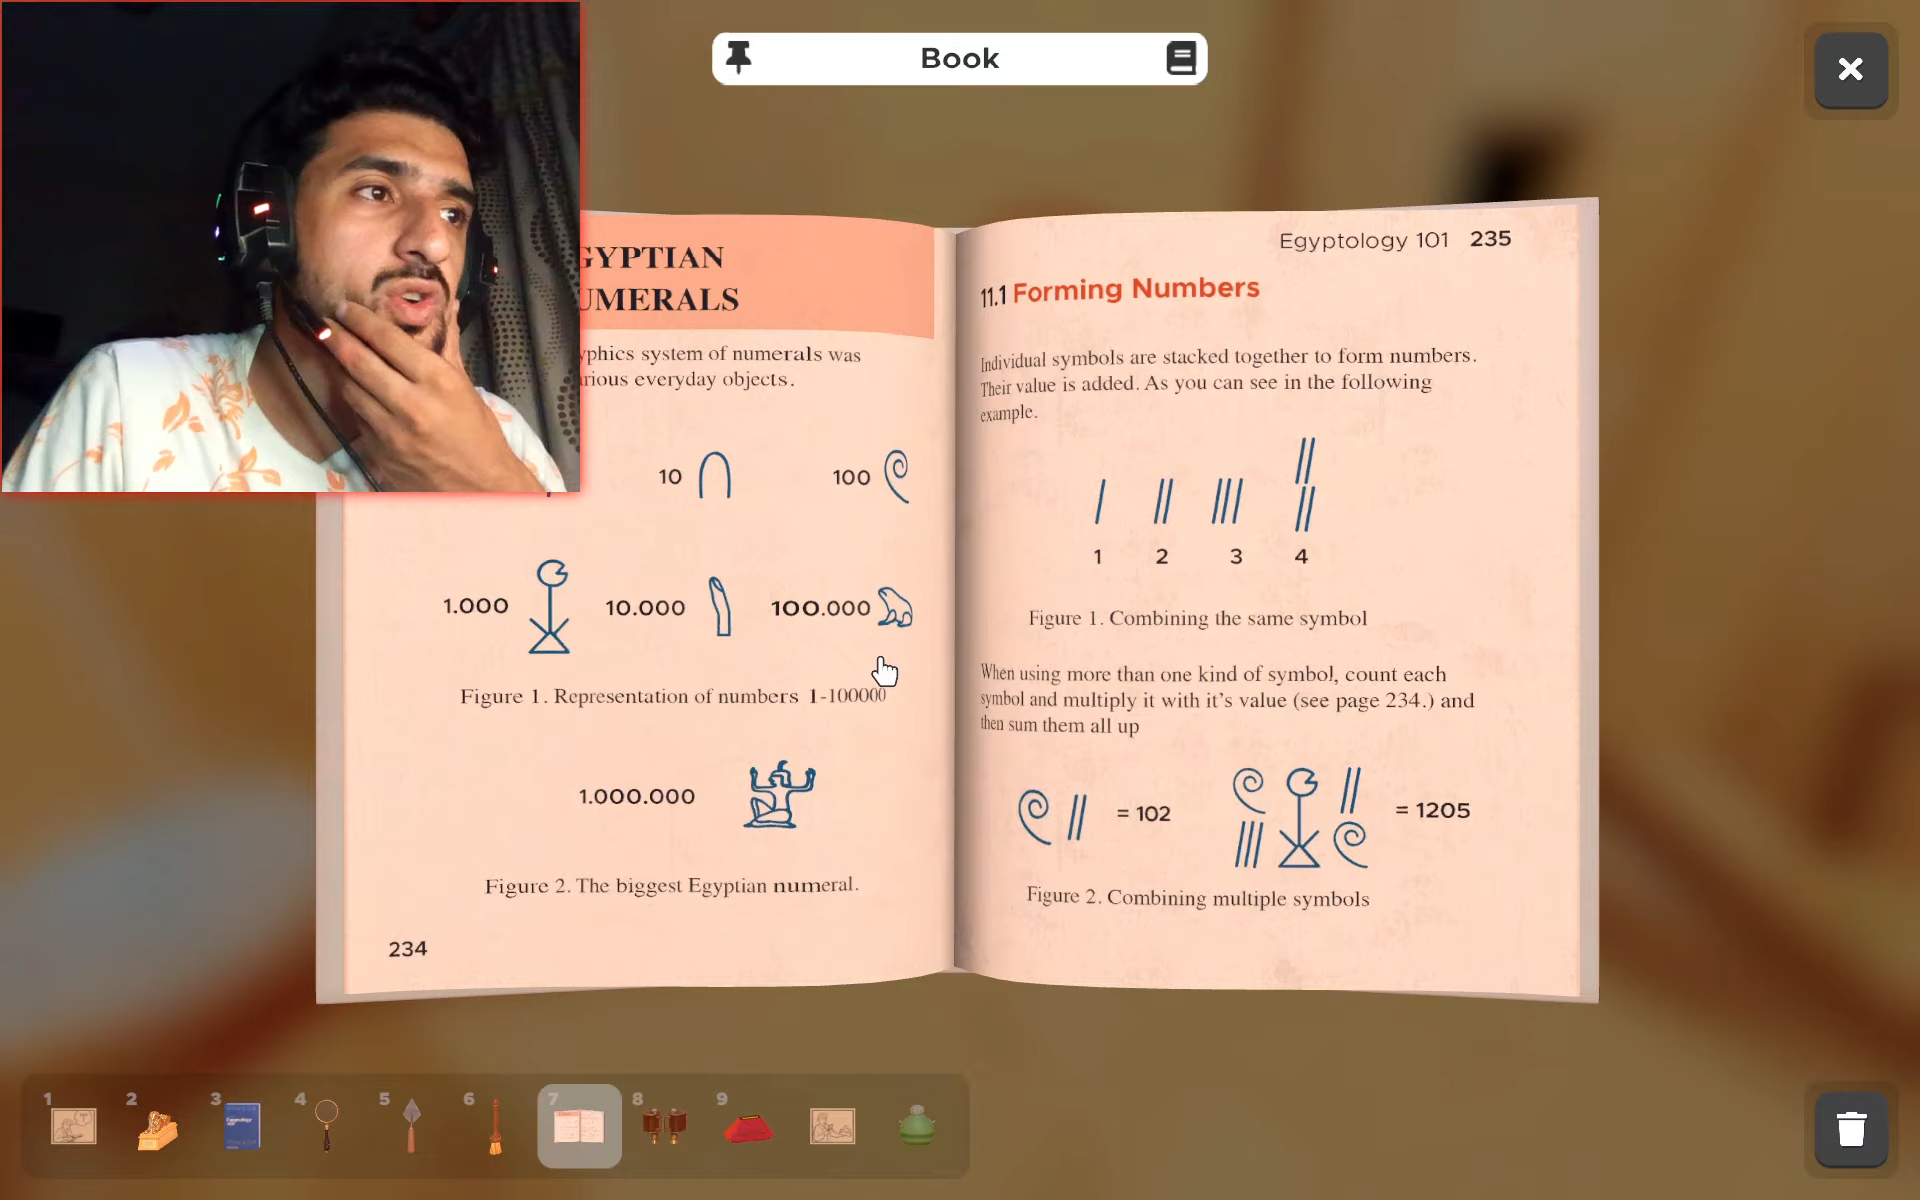 Book
GYPTIAN
UMERALS
yphics system of numerals was
rious everyday objects.
10
100
1.000
10.000
100.000
Figure 1. Representation of numbers 1-100000
1.000.000
Figure 2. The biggest Egyptian numeral.
234
Egyptology 101 235
11.1 Forming Numbers
Individual symbols are stacked together to form numbers.
Their value is added. As you can see in the following
example.
1 2 3 4
Figure 1. Combining the same symbol
When using more than one kind of symbol, count each
symbol and multiply it with it's value (see page 234.) and
then sum them all up
= 102
= 1205
Figure 2. Combining multiple symbols
1 2 3 4 5 6 7 8 9